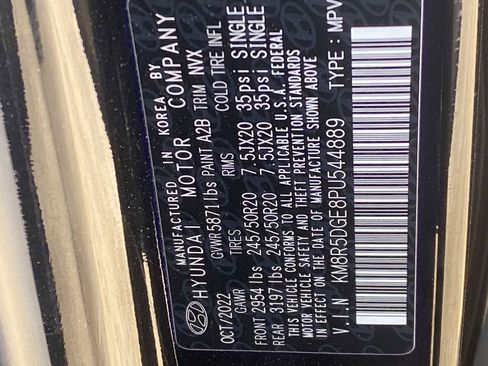 MANUFACTURED IN KOREA BY
HYUNDAI MOTOR COMPANY
OCT/2022 GVWR 5871 lbs PAINT A2B TRIM NVX
GAWR TIRES RIMS COLD TIRE INFL
FRONT 2954 lbs 245/50R20 7.5JX20 35psi SINGLE
REAR 3197 lbs 245/50R20 7.5JX20 35psi SINGLE
THIS VEHICLE CONFORMS TO ALL APPLICABLE U.S.A. FEDERAL
MOTOR VEHICLE SAFETY AND THEFT PREVENTION STANDARDS
IN EFFECT ON THE DATE OF MANUFACTURE SHOWN ABOVE
V.I.N KM8R5DGE8PU544889 TYPE : MPV